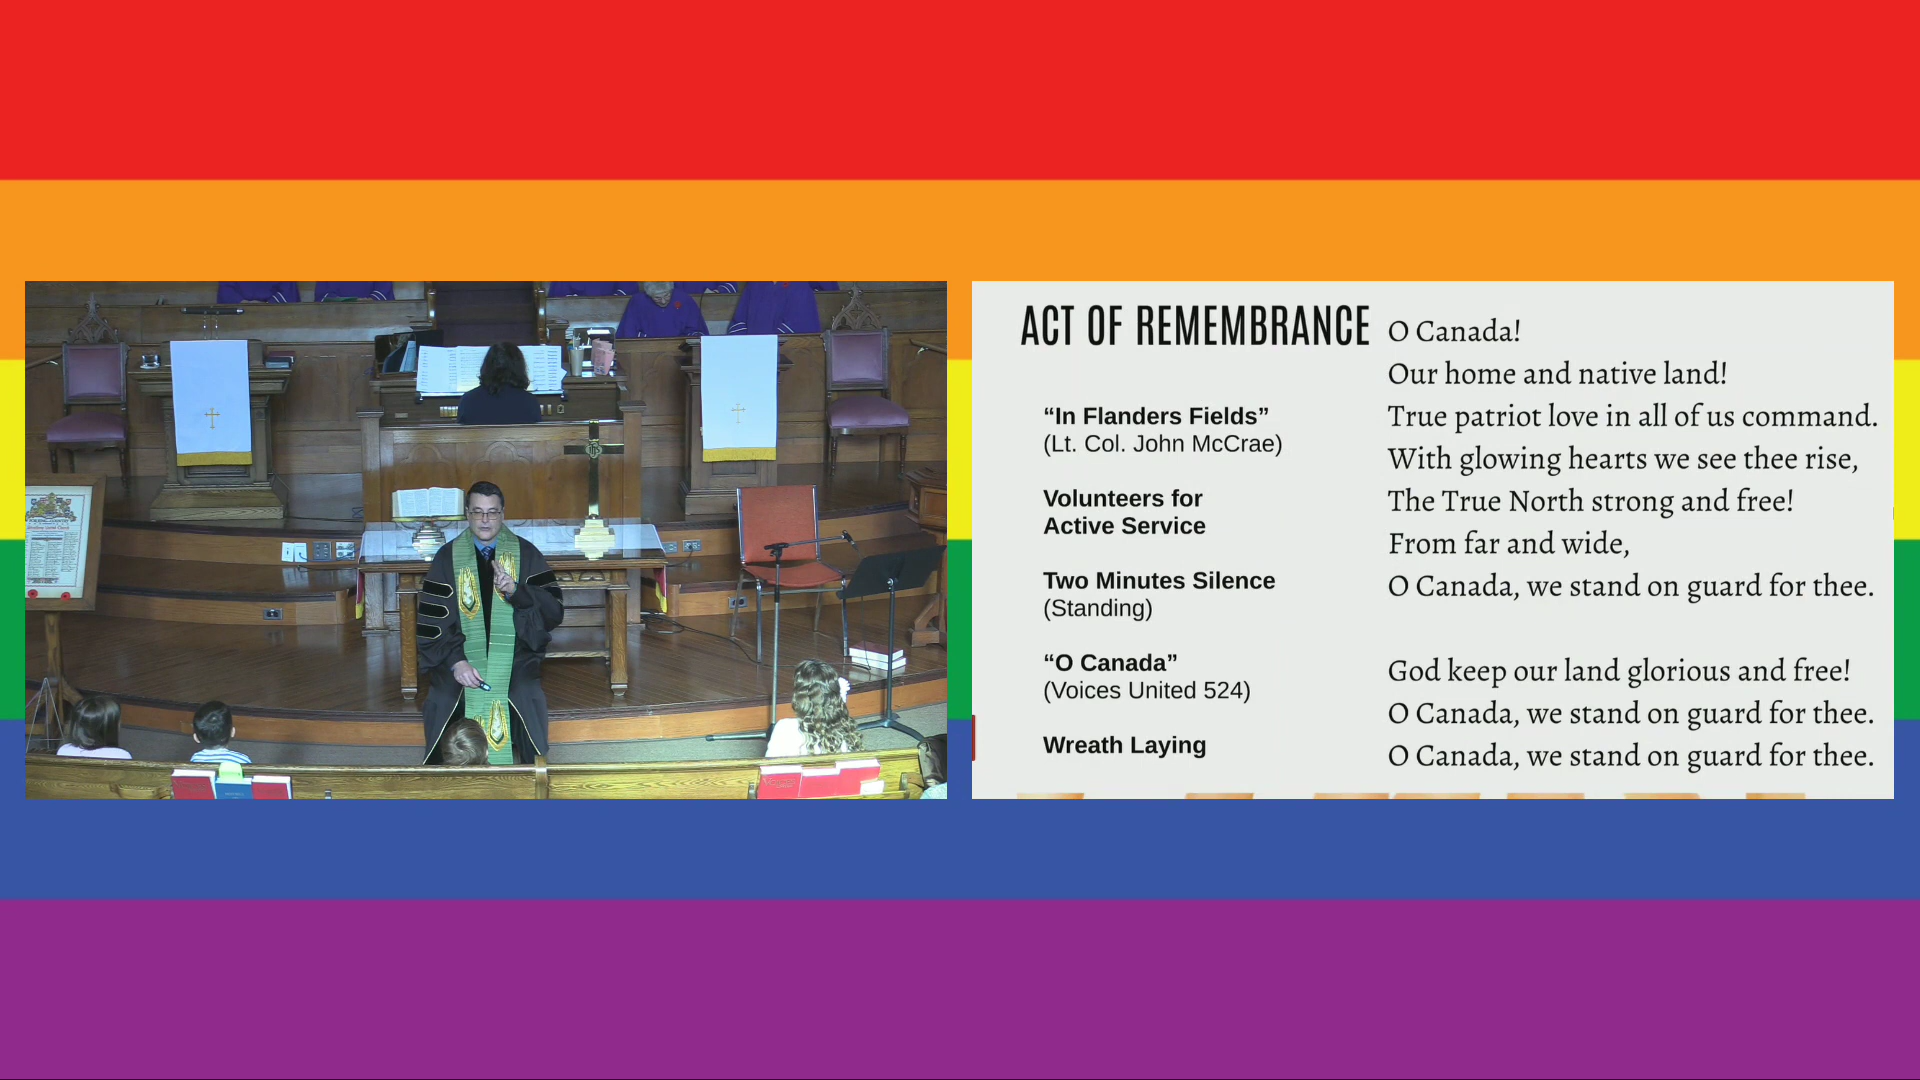 ACT OF REMEMBRANCE
“In Flanders Fields”
(Lt. Col. John McCrae)
Volunteers for
Active Service
Two Minutes Silence
(Standing)
“O Canada”
(Voices United 524)
Wreath Laying
O Canada!
Our home and native land!
True patriot love in all of us command.
With glowing hearts we see thee rise,
The True North strong and free!
From far and wide,
O Canada, we stand on guard for thee.
God keep our land glorious and free!
O Canada, we stand on guard for thee.
O Canada, we stand on guard for thee.